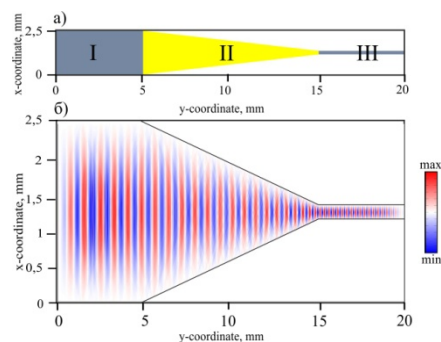 а)
x-coordinate, mm
2,5
0
I
II
III
0
5
10
15
20
y-coordinate, mm
б)
x-coordinate, mm
2,5
2
1,5
1
0,5
0
0
5
10
15
20
y-coordinate, mm
max
min